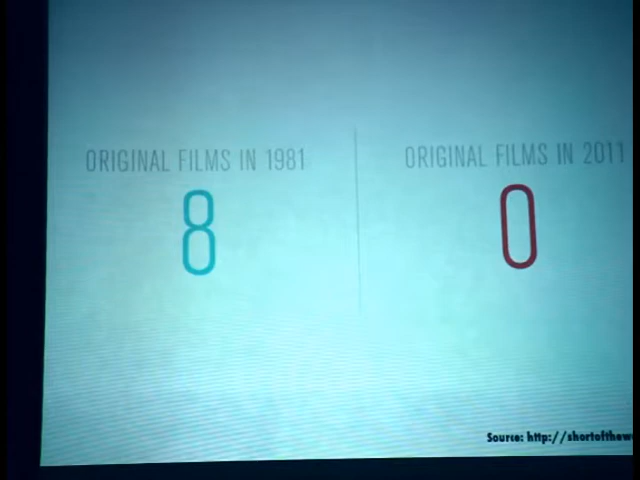 ORIGINAL FILMS IN 1981
8
ORIGINAL FILMS IN 2011
0
Source: http://shortofthew